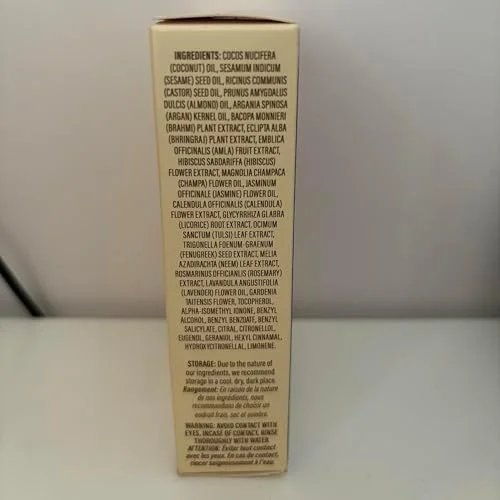 INGREDIENTS: COCOS NUCIFERA
(COCONUT) OIL, SESAMUM INDICUM
(SESAME) SEED OIL, RICINUS COMMUNIS
(CASTOR) SEED OIL, PRUNUS AMYGDALUS
DULCIS (ALMOND) OIL, ARGANIA SPINOSA
(ARGAN) KERNEL OIL, BACOPA MONNIERI
(BRAHMI) PLANT EXTRACT, ECLIPTA ALBA
(BHRINGRAJ) PLANT EXTRACT, EMBLICA
OFFICINALIS (AMLA) FRUIT EXTRACT,
HIBISCUS SABDARIFFA (HIBISCUS)
FLOWER EXTRACT, MAGNOLIA CHAMPACA
(CHAMPA) FLOWER OIL, JASMINUM
OFFICINALE (JASMINE) FLOWER OIL,
CALENDULA OFFICINALIS (CALENDULA)
FLOWER EXTRACT, GLYCYRRHIZA GLABRA
(LICORICE) ROOT EXTRACT, OCIMUM
SANCTUM (TULSI) LEAF EXTRACT,
TRIGONELLA FOENUM-GRAENUM
(FENUGREEK) SEED EXTRACT, MELIA
AZADIRACHTA (NEEM) LEAF EXTRACT,
ROSMARINUS OFFICIANLIS (ROSEMARY)
EXTRACT, LAVANDULA ANGUSTIFOLIA
(LAVENDER) FLOWER OIL, GARDENIA
TAITENSIS FLOWER, TOCOPHEROL,
ALPHA-ISOMETHYL IONONE, BENZYL
ALCOHOL, BENZYL BENZOATE, BENZYL
SALICYLATE, CITRAL, CITRONELLOL,
EUGENOL, GERANIOL, HEXYL CINNAMAL,
HYDROXYCITRONELLAL, LIMONENE.
STORAGE: Due to the nature of
our ingredients, we recommend
storage in a cool, dry, dark place.
Rangement: En raison de la nature
de nos ingrédients, nous
recommandons de choisir un
endroit frais, sec et sombre.
WARNING: AVOID CONTACT WITH
EYES, INCASE OF CONTACT, RINSE
THOROUGHLY WITH WATER
ATTENTION: Éviter tout contact
avec les yeux. En cas de contact,
rincer soigneusement à l'eau.